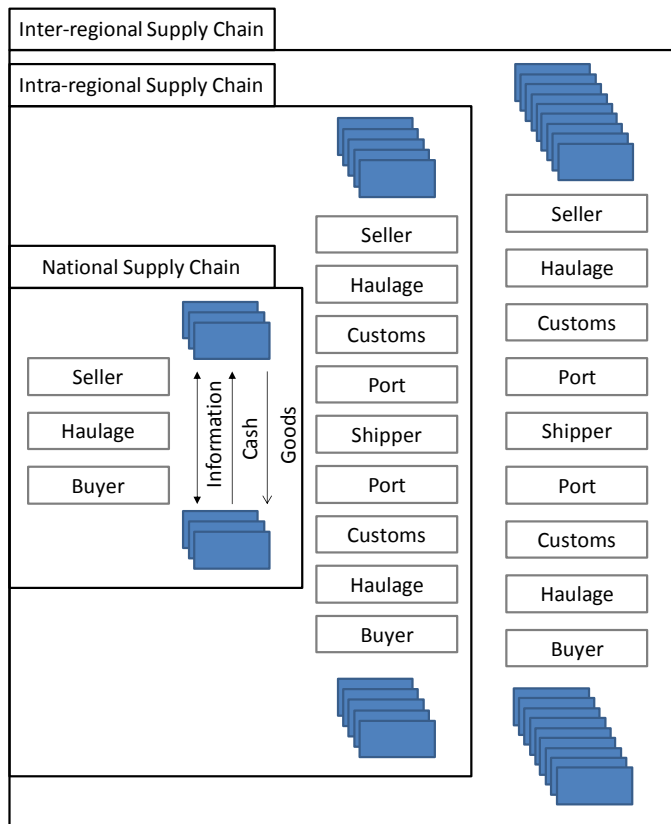 Inter-regional Supply Chain
Intra-regional Supply Chain
National Supply Chain
Seller
Haulage
Buyer
Information
Cash
Goods
Seller
Haulage
Customs
Port
Shipper
Port
Customs
Haulage
Buyer
Seller
Haulage
Customs
Port
Shipper
Port
Customs
Haulage
Buyer